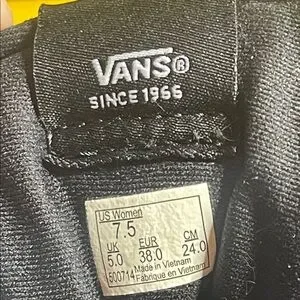 VANS®
SINCE 1966
US Women
7.5
UK EUR CM
5.0 38.0 24.0
500714 Made in Vietnam
Fabriqué en Vietnam